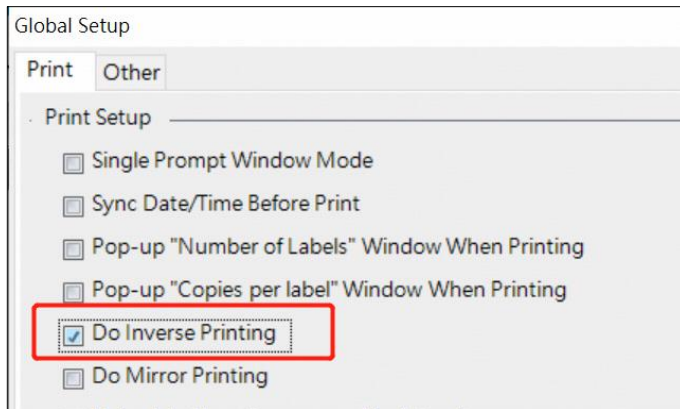 Global Setup
Print Other
Print Setup
Single Prompt Window Mode
Sync Date/Time Before Print
Pop-up "Number of Labels" Window When Printing
Pop-up "Copies per label" Window When Printing
Do Inverse Printing
Do Mirror Printing